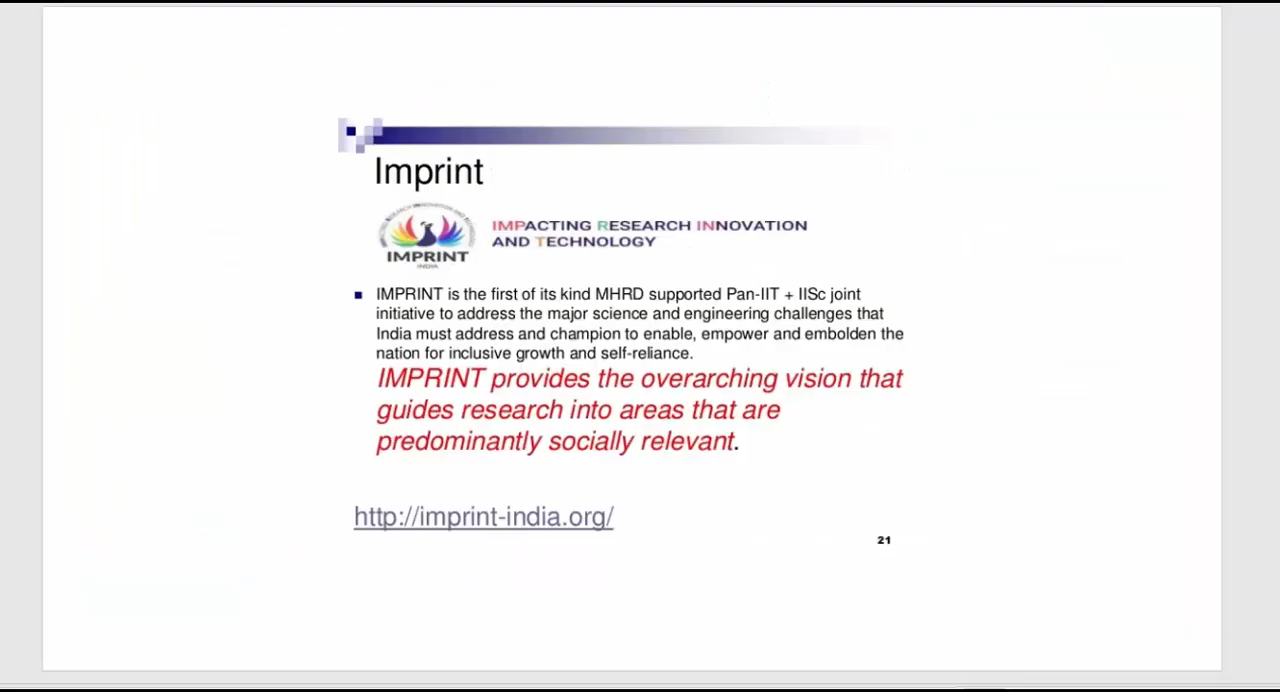 Imprint
IMPRINT
INDIA
IMPACTING RESEARCH INNOVATION
AND TECHNOLOGY
IMPRINT is the first of its kind MHRD supported Pan-IIT + IISc joint
initiative to address the major science and engineering challenges that
India must address and champion to enable, empower and embolden the
nation for inclusive growth and self-reliance.
IMPRINT provides the overarching vision that
guides research into areas that are
predominantly socially relevant.
http://imprint-india.org/
21